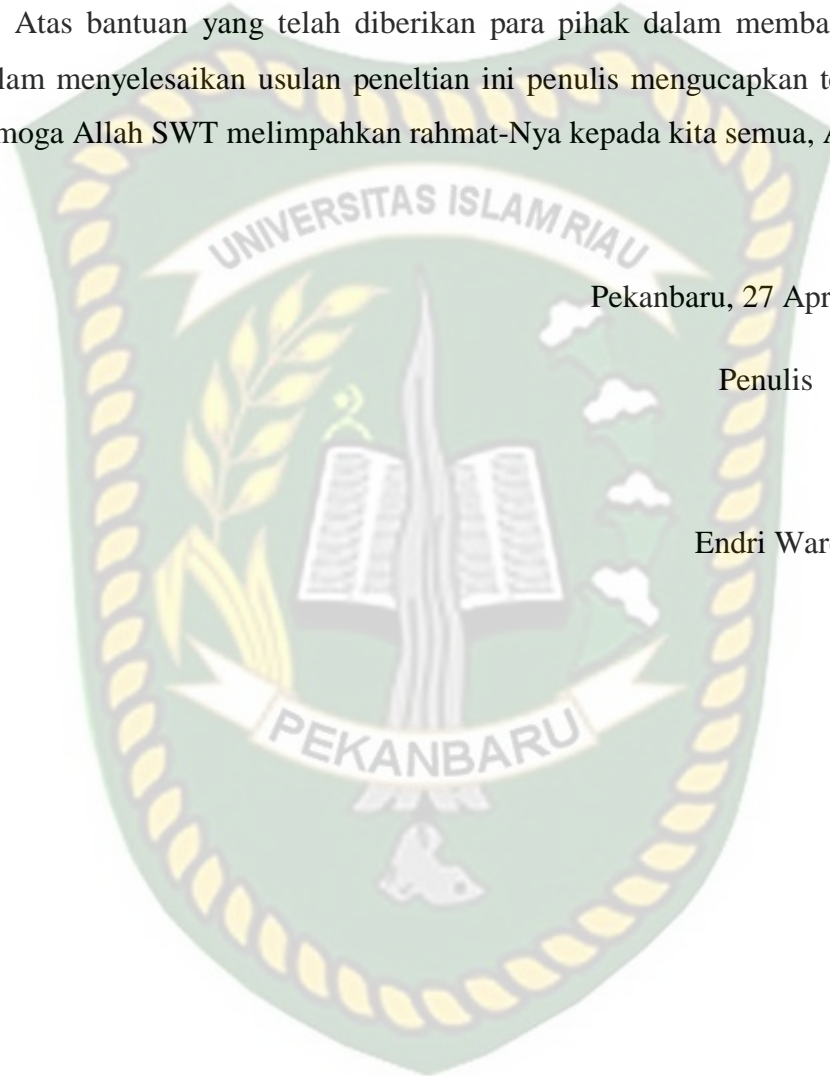 Atas bantuan yang telah diberikan para pihak dalam memba
lam menyelesaikan usulan peneltian ini penulis mengucapkan te
moga Allah SWT melimpahkan rahmat-Nya kepada kita semua, A
UNIVERSITAS ISLAM RIAU
Pekanbaru, 27 Apr
Penulis
Endri War
PEKANBARU